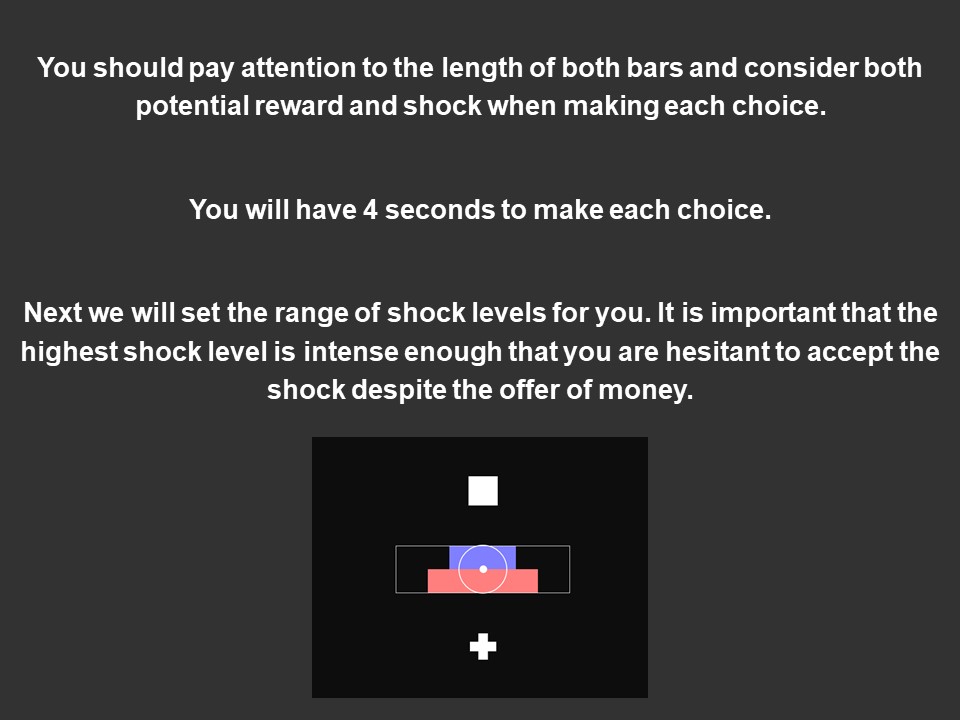 You should pay attention to the length of both bars and consider both
potential reward and shock when making each choice.
You will have 4 seconds to make each choice.
Next we will set the range of shock levels for you. It is important that the
highest shock level is intense enough that you are hesitant to accept the
shock despite the offer of money.